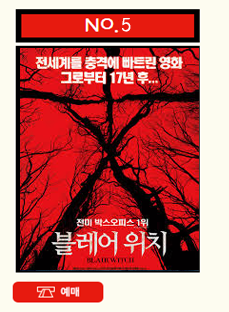 No.5
전세계를 충격에 빠트린 영화
그로부터 17년 후...
전미 박스오피스 1위
블레어 위치
BLAIR WITCH
예매